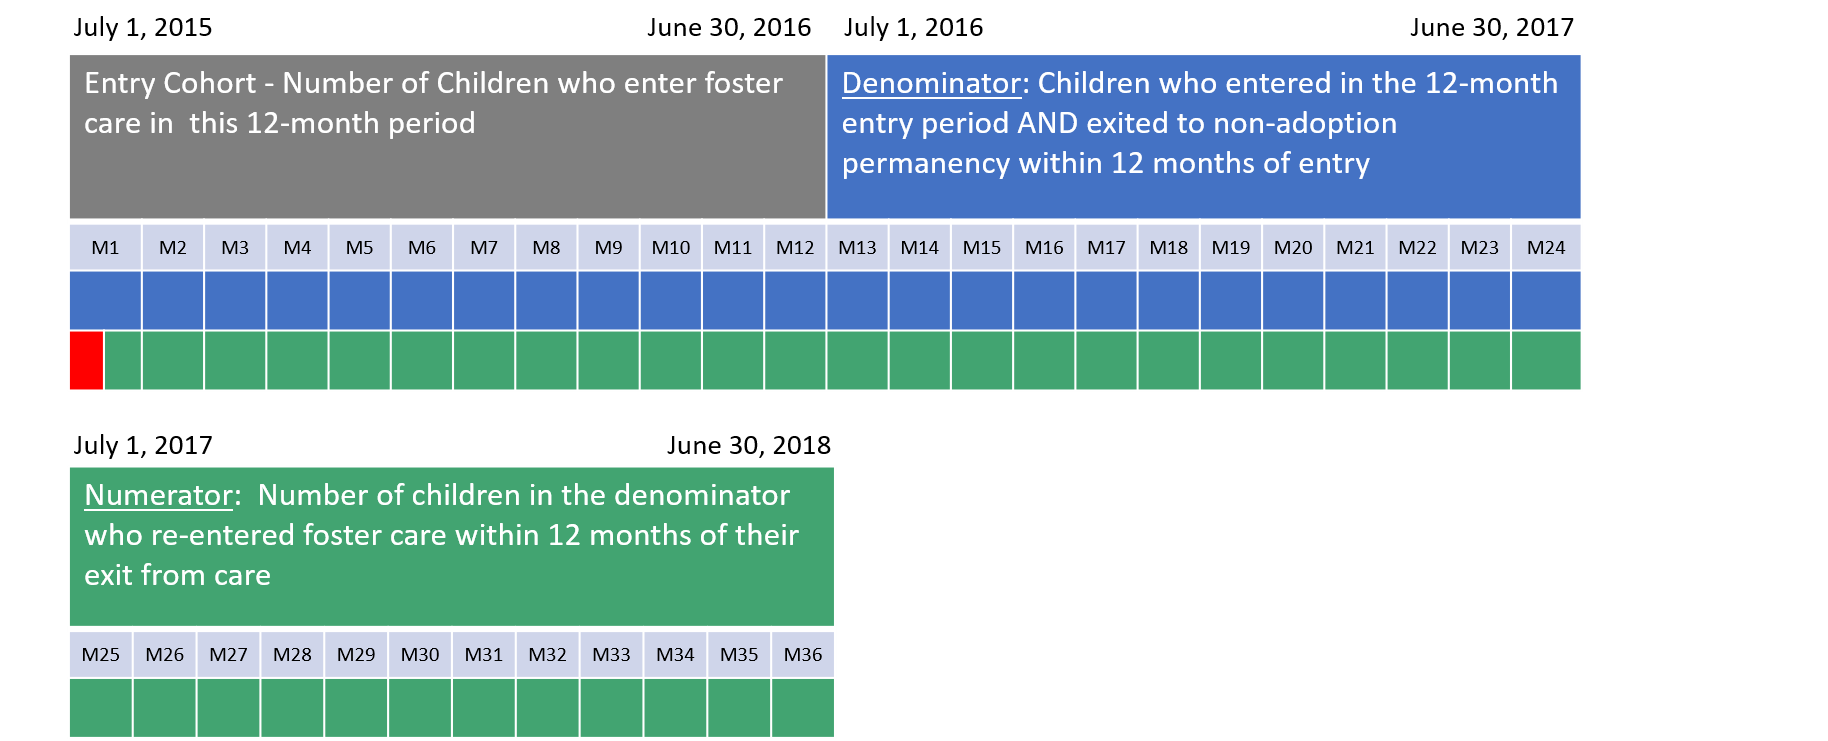 July 1, 2015 June 30, 2016 July 1, 2016 June 30, 2017
Entry Cohort - Number of Children who enter foster
care in  this 12-month period
Denominator: Children who entered in the 12-month
entry period AND exited to non-adoption
permanency within 12 months of entry
M1 M2 M3 M4 M5 M6 M7 M8 M9 M10 M11 M12 M13 M14 M15 M16 M17 M18 M19 M20 M21 M22 M23 M24
July 1, 2017 June 30, 2018
Numerator:  Number of children in the denominator
who re-entered foster care within 12 months of their
exit from care
M25 M26 M27 M28 M29 M30 M31 M32 M33 M34 M35 M36